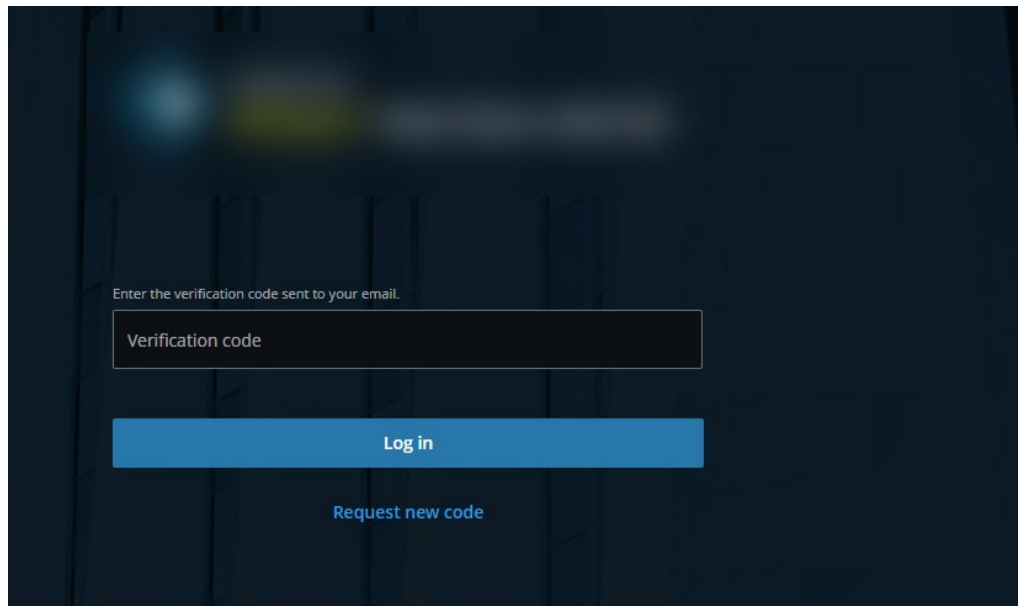 Enter the verification code sent to your email.
Verification code
Log in
Request new code